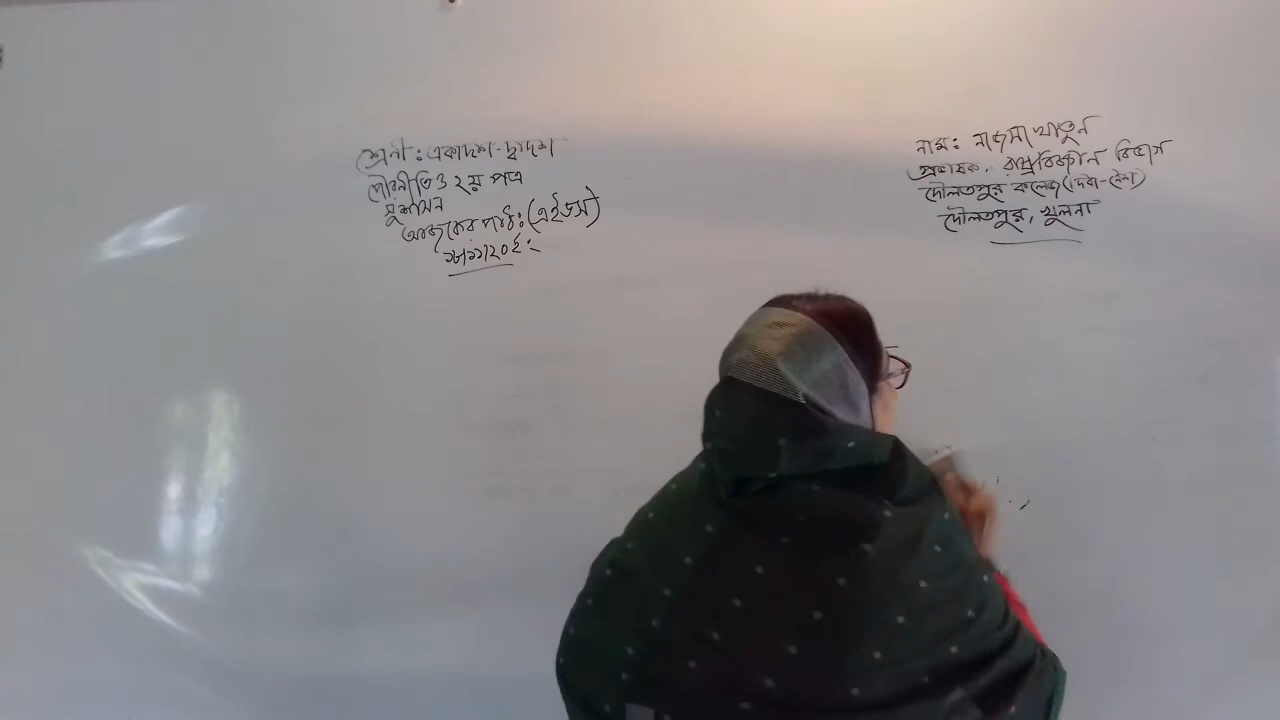 শ্রেনী : একাদশ-দ্বাদশ
পৌরনীতি ও ২য় পত্র
সুশাসন
আজকের পাঠ : (এইডস)
নাম : নাজমা খাতুন
প্রভাষক, রাষ্ট্রবিজ্ঞান বিভাগ
দৌলতপুর কলেজ (দিবা-নৈশ)
দৌলতপুর, খুলনা